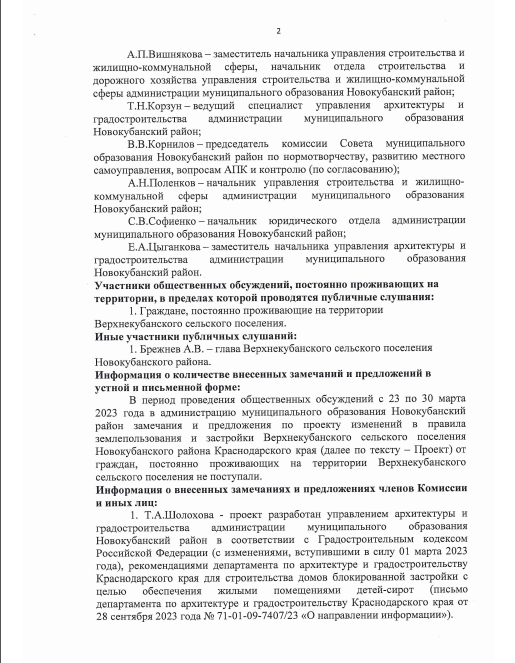 2
А.П.Вишнякова – заместитель начальника управления строительства и
жилищно-коммунальной сферы, начальник отдела строительства и
дорожного хозяйства управления строительства и жилищно-коммунальной
сферы администрации муниципального образования Новокубанский район;
Т.Н.Корзун – ведущий специалист управления архитектуры и
градостроительства администрации муниципального образования
Новокубанский район;
В.В.Корнилов – председатель комиссии Совета муниципального
образования Новокубанский район по нормотворчеству, развитию местного
самоуправления, вопросам АПК и контролю (по согласованию);
А.Н.Поленков – начальник управления строительства и жилищно-
коммунальной сферы администрации муниципального образования
Новокубанский район;
С.В.Софиенко – начальник юридического отдела администрации
муниципального образования Новокубанский район;
Е.А.Цыганкова – заместитель начальника управления архитектуры и
градостроительства администрации муниципального образования
Новокубанский район.
Участники общественных обсуждений, постоянно проживающих на
территории, в пределах которой проводятся публичные слушания:
1. Граждане, постоянно проживающие на территории
Верхнекубанского сельского поселения.
Иные участники публичных слушаний:
1. Брежнев А.В. – глава Верхнекубанского сельского поселения
Новокубанского района.
Информация о количестве внесенных замечаний и предложений в
устной и письменной форме:
В период проведения общественных обсуждений с 23 по 30 марта
2023 года в администрацию муниципального образования Новокубанский
район замечания и предложения по проекту изменений в правила
землепользования и застройки Верхнекубанского сельского поселения
Новокубанского района Краснодарского края (далее по тексту – Проект) от
граждан, постоянно проживающих на территории Верхнекубанского
сельского поселения не поступали.
Информация о внесенных замечаниях и предложениях членов Комиссии
и иных лиц:
1. Т.А.Шолохова - проект разработан управлением архитектуры и
градостроительства администрации муниципального образования
Новокубанский район в соответствии с Градостроительным кодексом
Российской Федерации (с изменениями, вступившими в силу 01 марта 2023
года), рекомендациями департамента по архитектуре и градостроительству
Краснодарского края для строительства домов блокированной застройки с
целью обеспечения жилыми помещениями детей-сирот (письмо
департамента по архитектуре и градостроительству Краснодарского края от
28 сентября 2023 года № 71-01-09-7407/23 «О направлении информации»).